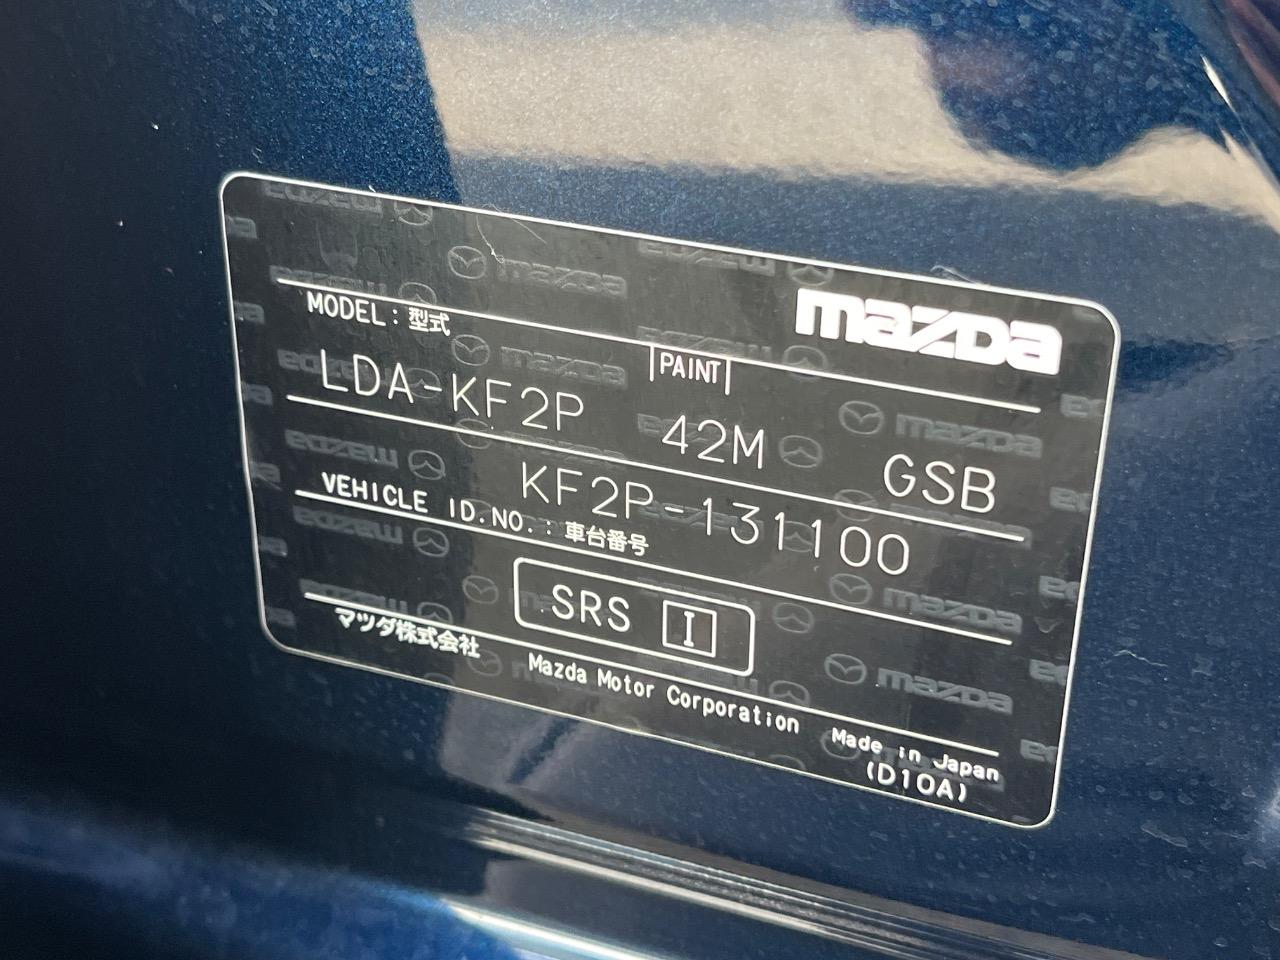 mazda
MODEL : 型式
PAINT
LDA-KF2P 42M GSB
KF2P-131100
VEHICLE ID.NO. : 車台番号
SRS I
マツダ株式会社 Mazda Motor Corporation Made in Japan
(D10A)